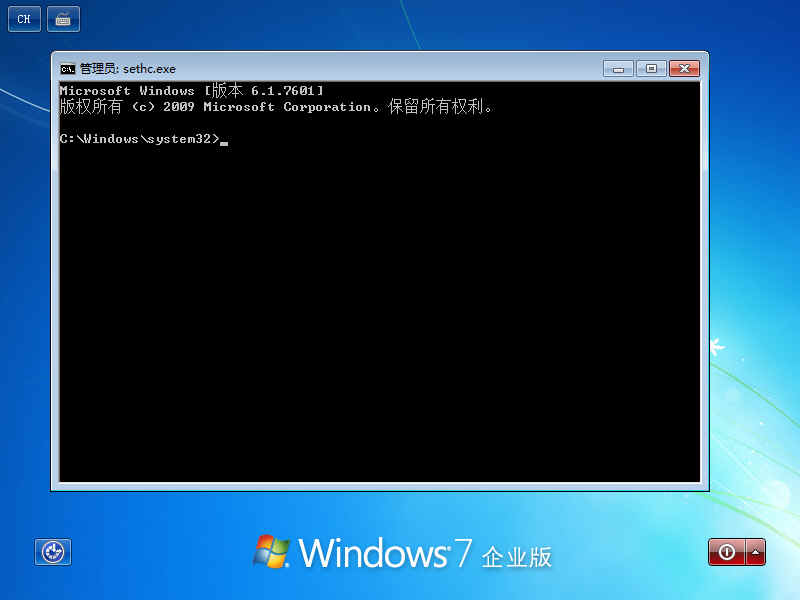 CH
管理员: sethc.exe
Microsoft Windows [版本 6.1.7601]
版权所有 (c) 2009 Microsoft Corporation。保留所有权利。
C:\Windows\system32>
Windows 7 企业版